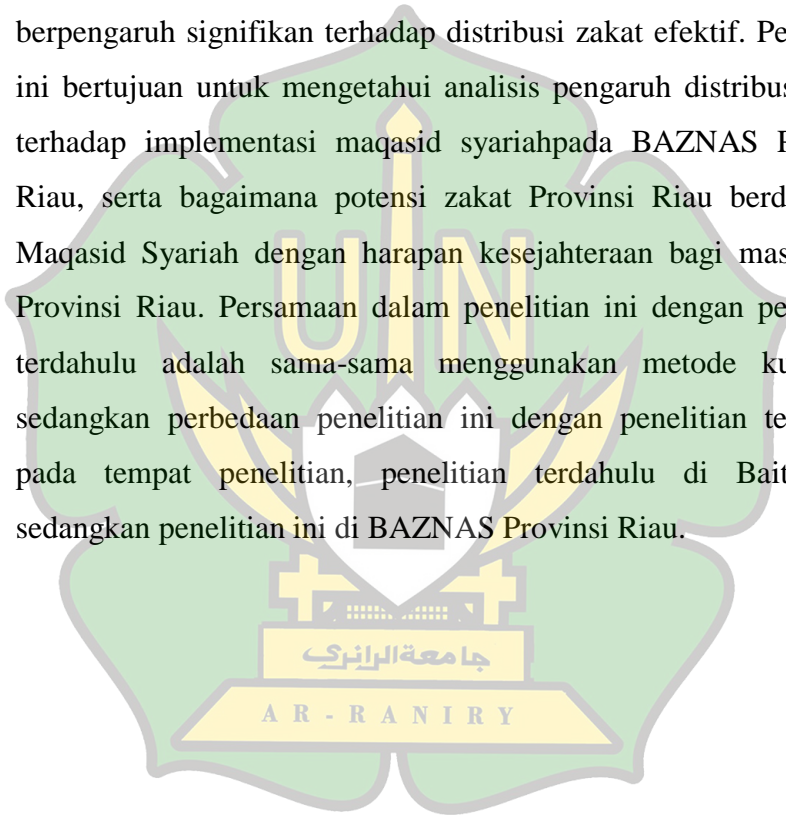 berpengaruh signifikan terhadap distribusi zakat efektif. Pe
ini bertujuan untuk mengetahui analisis pengaruh distribus
terhadap implementasi maqasid syariahpada BAZNAS P
Riau, serta bagaimana potensi zakat Provinsi Riau berd
Maqasid Syariah dengan harapan kesejahteraan bagi mas
Provinsi Riau. Persamaan dalam penelitian ini dengan pe
terdahulu adalah sama-sama menggunakan metode ku
sedangkan perbedaan penelitian ini dengan penelitian te
pada tempat penelitian, penelitian terdahulu di Bait
sedangkan penelitian ini di BAZNAS Provinsi Riau.
UIN
جامعة الرانري
AR-RANIRY